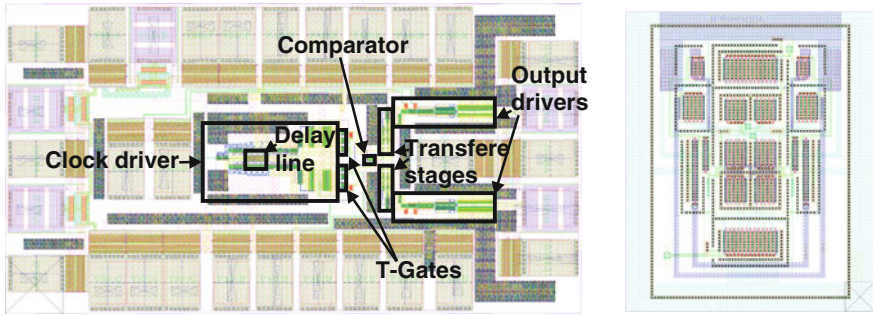 Comparator
Output
drivers
Delay
line
Clock driver
Transfere
stages
T-Gates